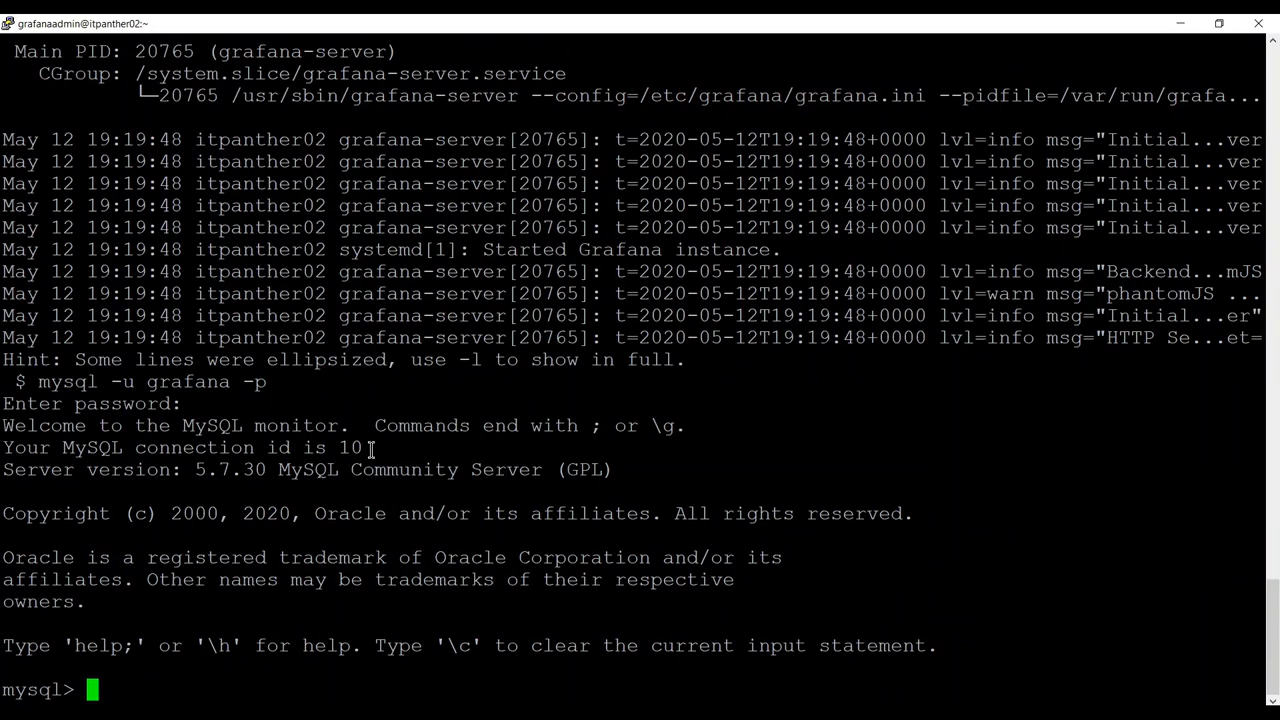 grafanaadmin@itpanther02:~
Main PID: 20765 (grafana-server)
CGroup: /system.slice/grafana-server.service
└─20765 /usr/sbin/grafana-server --config=/etc/grafana/grafana.ini --pidfile=/var/run/grafa...
May 12 19:19:48 itpanther02 grafana-server[20765]: t=2020-05-12T19:19:48+0000 lvl=info msg="Initial...ver
May 12 19:19:48 itpanther02 grafana-server[20765]: t=2020-05-12T19:19:48+0000 lvl=info msg="Initial...ver
May 12 19:19:48 itpanther02 grafana-server[20765]: t=2020-05-12T19:19:48+0000 lvl=info msg="Initial...ver
May 12 19:19:48 itpanther02 grafana-server[20765]: t=2020-05-12T19:19:48+0000 lvl=info msg="Initial...ver
May 12 19:19:48 itpanther02 grafana-server[20765]: t=2020-05-12T19:19:48+0000 lvl=info msg="Initial...ver
May 12 19:19:48 itpanther02 systemd[1]: Started Grafana instance.
May 12 19:19:48 itpanther02 grafana-server[20765]: t=2020-05-12T19:19:48+0000 lvl=info msg="Backend...mJS
May 12 19:19:48 itpanther02 grafana-server[20765]: t=2020-05-12T19:19:48+0000 lvl=warn msg="phantomJS ...
May 12 19:19:48 itpanther02 grafana-server[20765]: t=2020-05-12T19:19:48+0000 lvl=info msg="Initial...er"
May 12 19:19:48 itpanther02 grafana-server[20765]: t=2020-05-12T19:19:48+0000 lvl=info msg="HTTP Se...et=
Hint: Some lines were ellipsized, use -l to show in full.
$ mysql -u grafana -p
Enter password:
Welcome to the MySQL monitor.  Commands end with ; or \g.
Your MySQL connection id is 10
Server version: 5.7.30 MySQL Community Server (GPL)
Copyright (c) 2000, 2020, Oracle and/or its affiliates. All rights reserved.
Oracle is a registered trademark of Oracle Corporation and/or its
affiliates. Other names may be trademarks of their respective
owners.
Type 'help;' or '\h' for help. Type '\c' to clear the current input statement.
mysql>